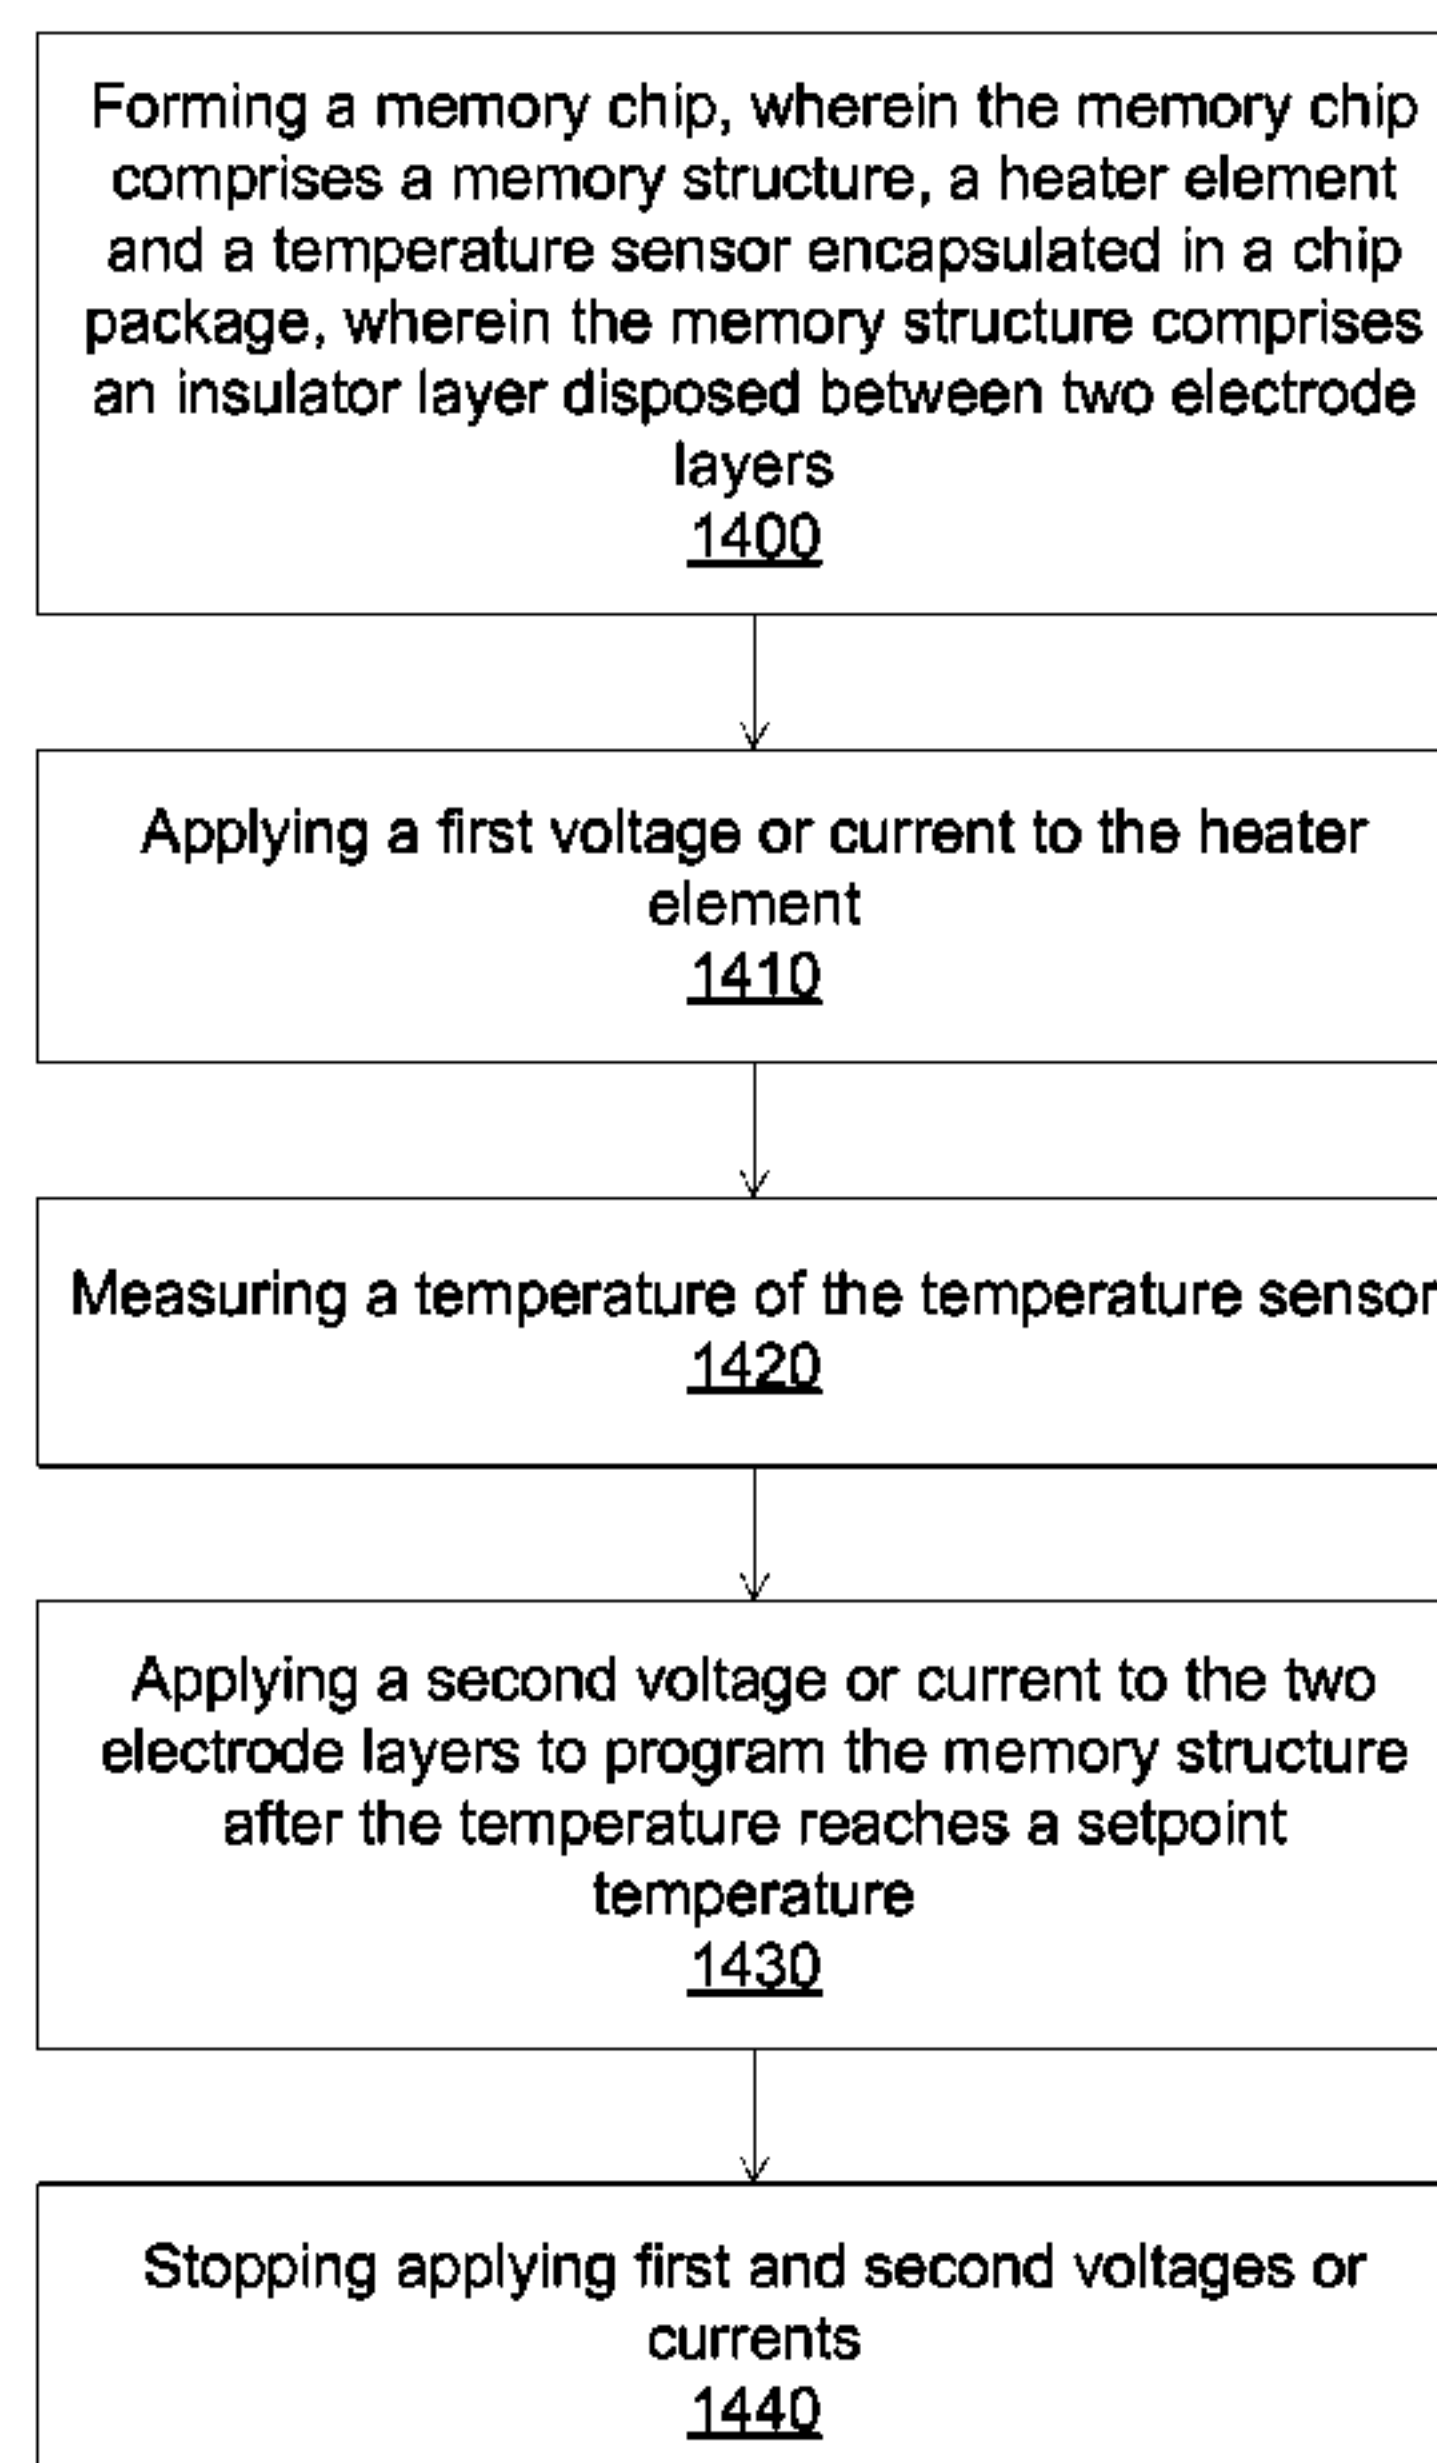 Forming a memory chip, wherein the memory chip
comprises a memory structure, a heater element
and a temperature sensor encapsulated in a chip
package, wherein the memory structure comprises
an insulator layer disposed between two electrode
layers
1400
Applying a first voltage or current to the heater
element
1410
Measuring a temperature of the temperature sensor
1420
Applying a second voltage or current to the two
electrode layers to program the memory structure
after the temperature reaches a setpoint
temperature
1430
Stopping applying first and second voltages or
currents
1440